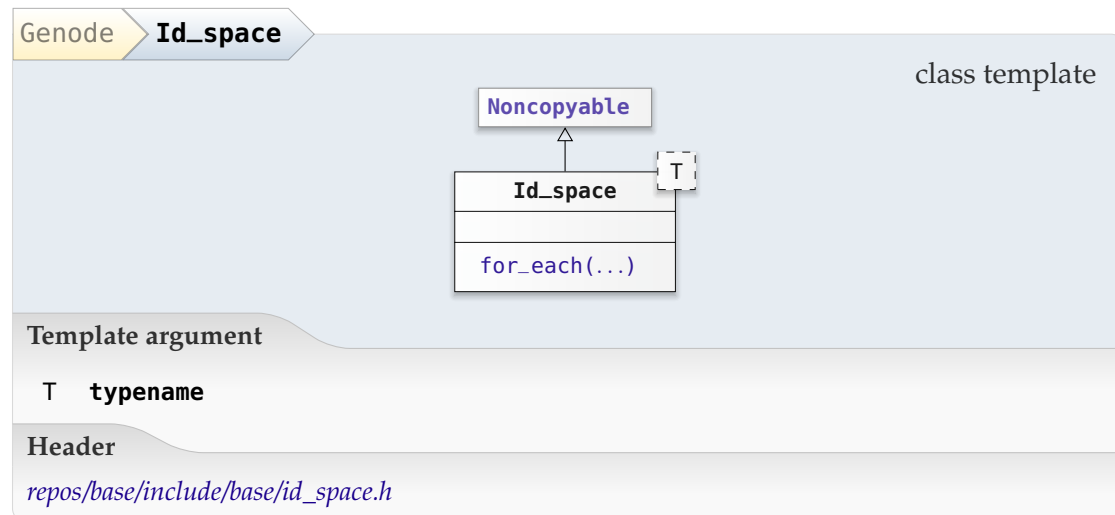 Genode Id_space
class template
Noncopyable
T
Id_space
for_each(...)
Template argument
T typename
Header
repos/base/include/base/id_space.h